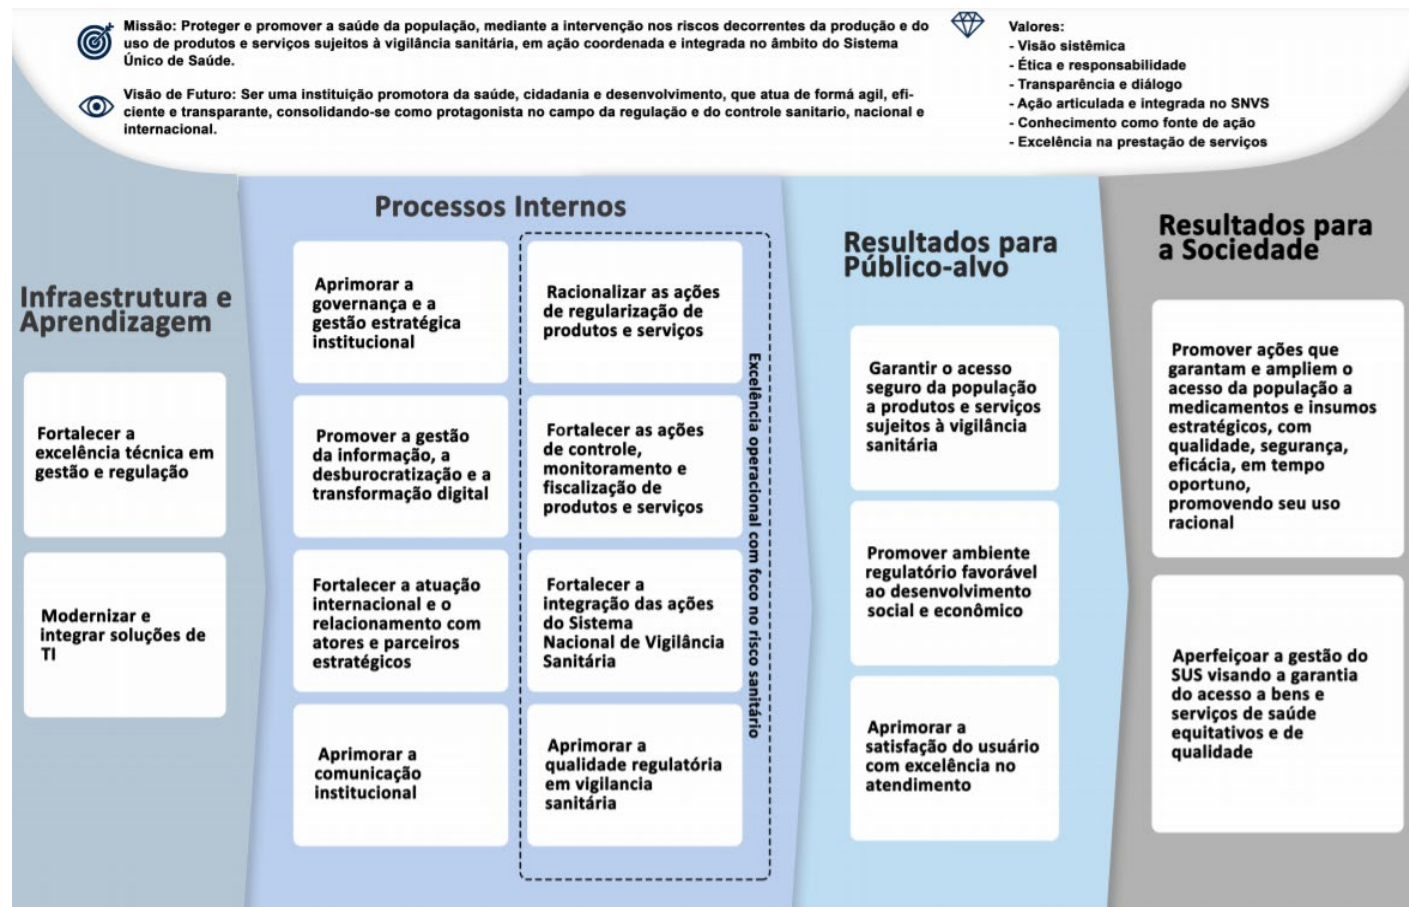 Missão: Proteger e promover a saúde da população, mediante a intervenção nos riscos decorrentes da produção e do
uso de produtos e serviços sujeitos à vigilância sanitária, em ação coordenada e integrada no âmbito do Sistema
Único de Saúde.
Visão de Futuro: Ser uma instituição promotora da saúde, cidadania e desenvolvimento, que atua de formá agil, efi-
ciente e transparante, consolidando-se como protagonista no campo da regulação e do controle sanitario, nacional e
internacional.
Valores:
- Visão sistêmica
- Ética e responsabilidade
- Transparência e diálogo
- Ação articulada e integrada no SNVS
- Conhecimento como fonte de ação
- Excelência na prestação de serviços
Infraestrutura e
Aprendizagem
Fortalecer a
excelência técnica em
gestão e regulação
Modernizar e
integrar soluções de
TI
Processos Internos
Aprimorar a
governança e a
gestão estratégica
institucional
Promover a gestão
da informação, a
desburocratização e a
transformação digital
Fortalecer a atuação
internacional e o
relacionamento com
atores e parceiros
estratégicos
Aprimorar a
comunicação
institucional
Racionalizar as ações
de regularização de
produtos e serviços
Fortalecer as ações
de controle,
monitoramento e
fiscalização de
produtos e serviços
Fortalecer a
integração das ações
do Sistema
Nacional de Vigilância
Sanitária
Aprimorar a
qualidade regulatória
em vigilancia
sanitária
Excelência operacional com foco no risco sanitário
Resultados para
Público-alvo
Garantir o acesso
seguro da população
a produtos e serviços
sujeitos à vigilância
sanitária
Promover ambiente
regulatório favorável
ao desenvolvimento
social e econômico
Aprimorar a
satisfação do usuário
com excelência no
atendimento
Resultados para
a Sociedade
Promover ações que
garantam e ampliem o
acesso da população a
medicamentos e insumos
estratégicos, com
qualidade, segurança,
eficácia, em tempo
oportuno,
promovendo seu uso
racional
Aperfeiçoar a gestão do
SUS visando a garantia
do acesso a bens e
serviços de saúde
equitativos e de
qualidade